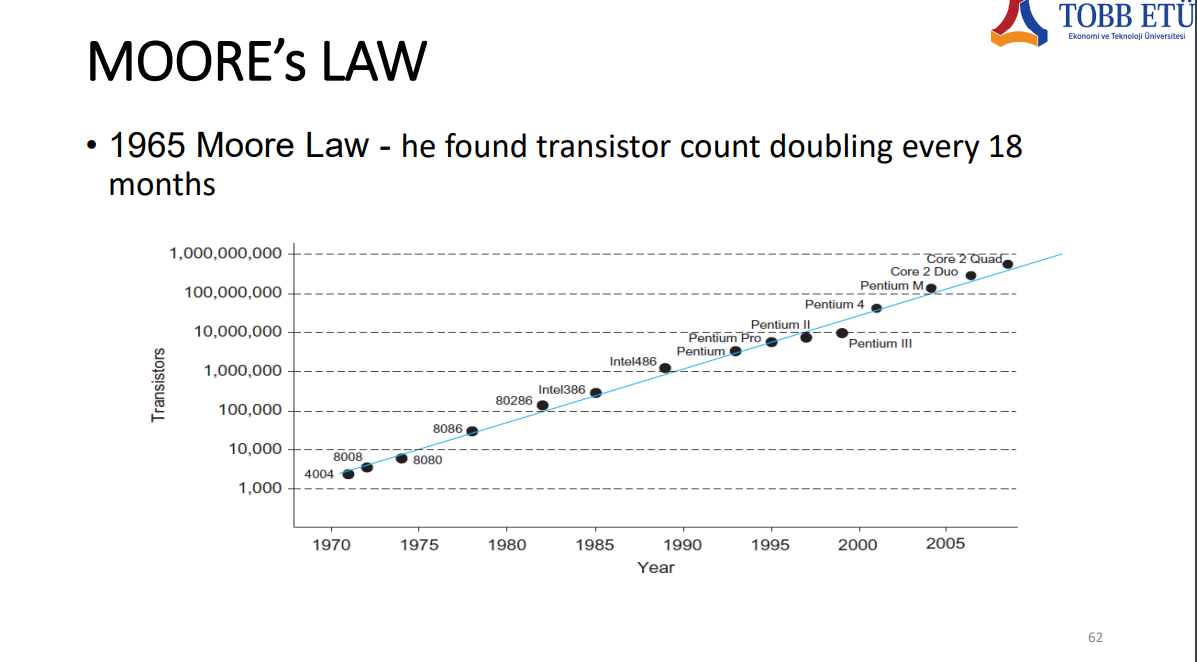 TOBB ETÜ
Ekonomi ve Teknoloji Üniversitesi
MOORE’s LAW
• 1965 Moore Law - he found transistor count doubling every 18
months
1,000,000,000
100,000,000
10,000,000
1,000,000
100,000
10,000
1,000
Transistors
4004
8008
8080
8086
80286
Intel386
Intel486
Pentium
Pentium Pro
Pentium II
Pentium III
Pentium 4
Pentium M
Core 2 Duo
Core 2 Quad
1970 1975 1980 1985 1990 1995 2000 2005
Year
62